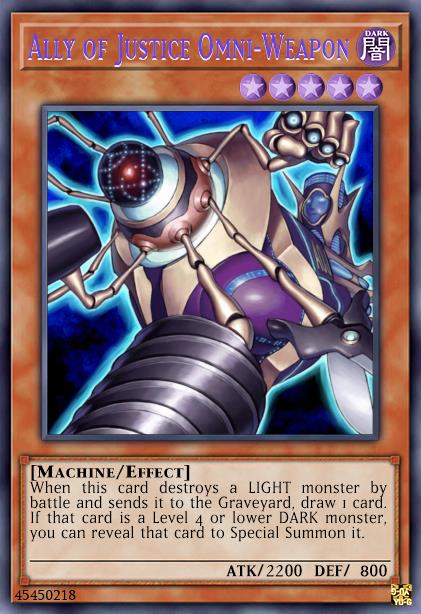 Ally of Justice Omni-Weapon
DARK
闇
[Machine/Effect]
When this card destroys a LIGHT monster by
battle and sends it to the Graveyard, draw 1 card.
If that card is a Level 4 or lower DARK monster,
you can reveal that card to Special Summon it.
ATK/2200 DEF/ 800
45450218